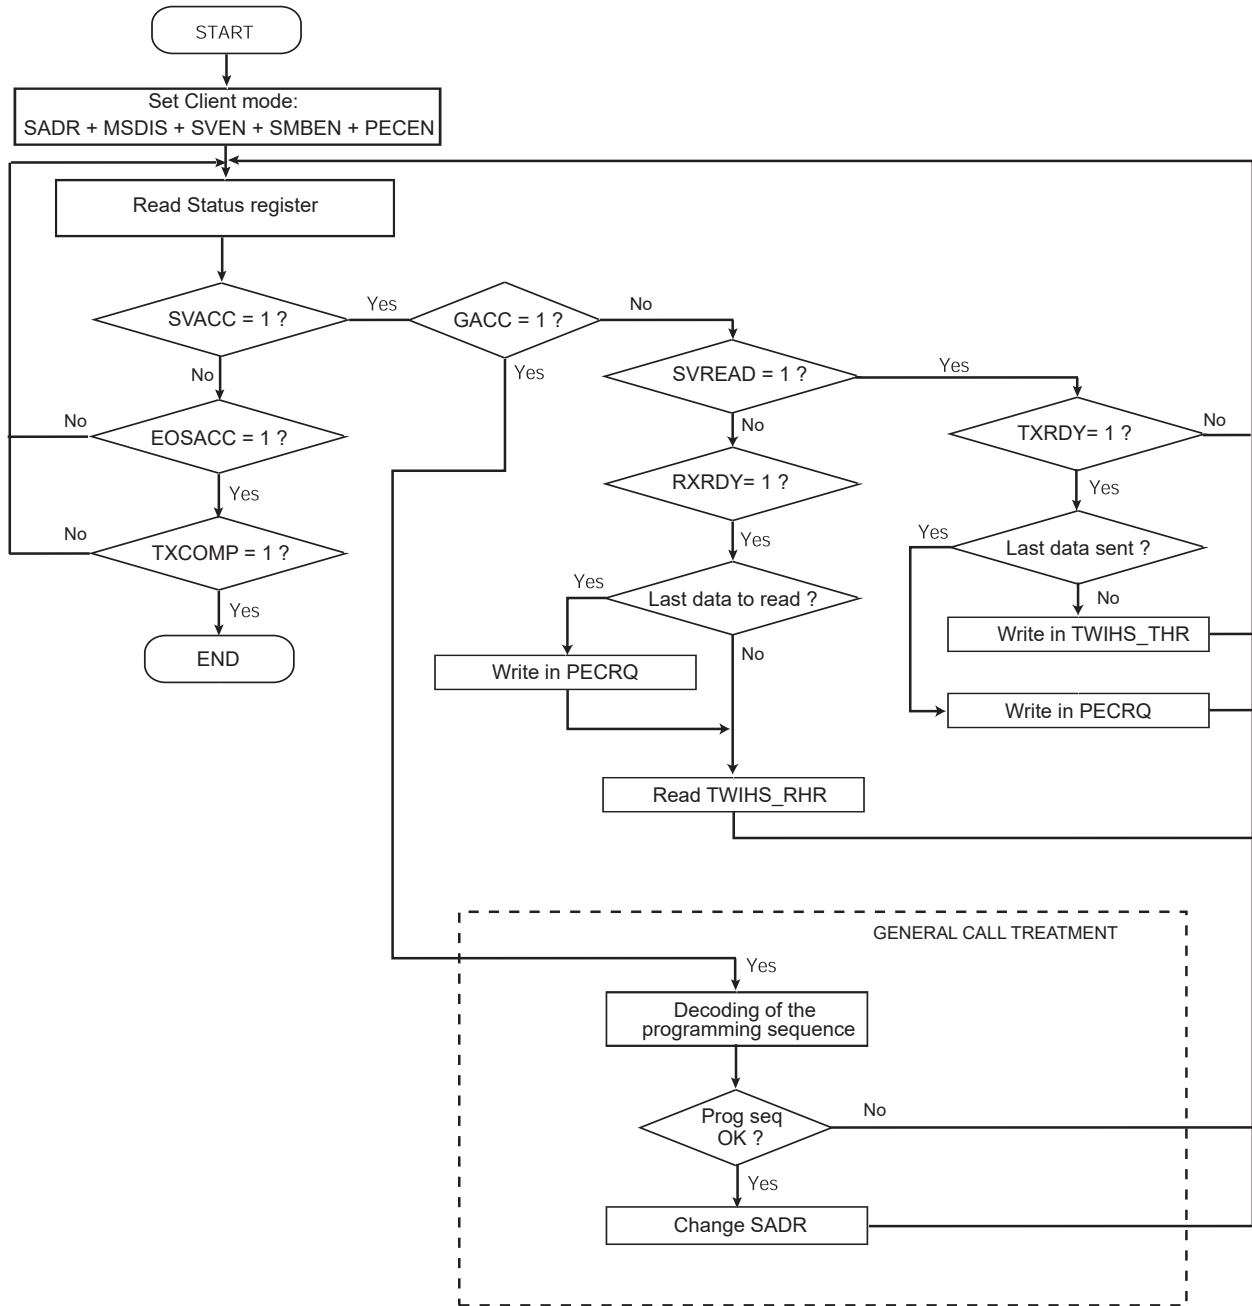 START
Set Client mode:
SADR + MSDIS + SVEN + SMBEN + PECEN
Read Status register
SVACC = 1 ?
Yes
GACC = 1 ?
No
SVREAD = 1 ?
Yes
No
Yes
No
EOSACC = 1 ?
No
TXRDY= 1 ?
No
RXRDY= 1 ?
Yes
Yes
No
TXCOMP = 1 ?
Yes
Yes
Last data sent ?
Yes
Last data to read ?
No
Yes
END
No
Write in TWIHS_THR
Write in PECRQ
Write in PECRQ
Read TWIHS_RHR
GENERAL CALL TREATMENT
Yes
Decoding of the
programming sequence
Prog seq
OK ?
No
Yes
Change SADR